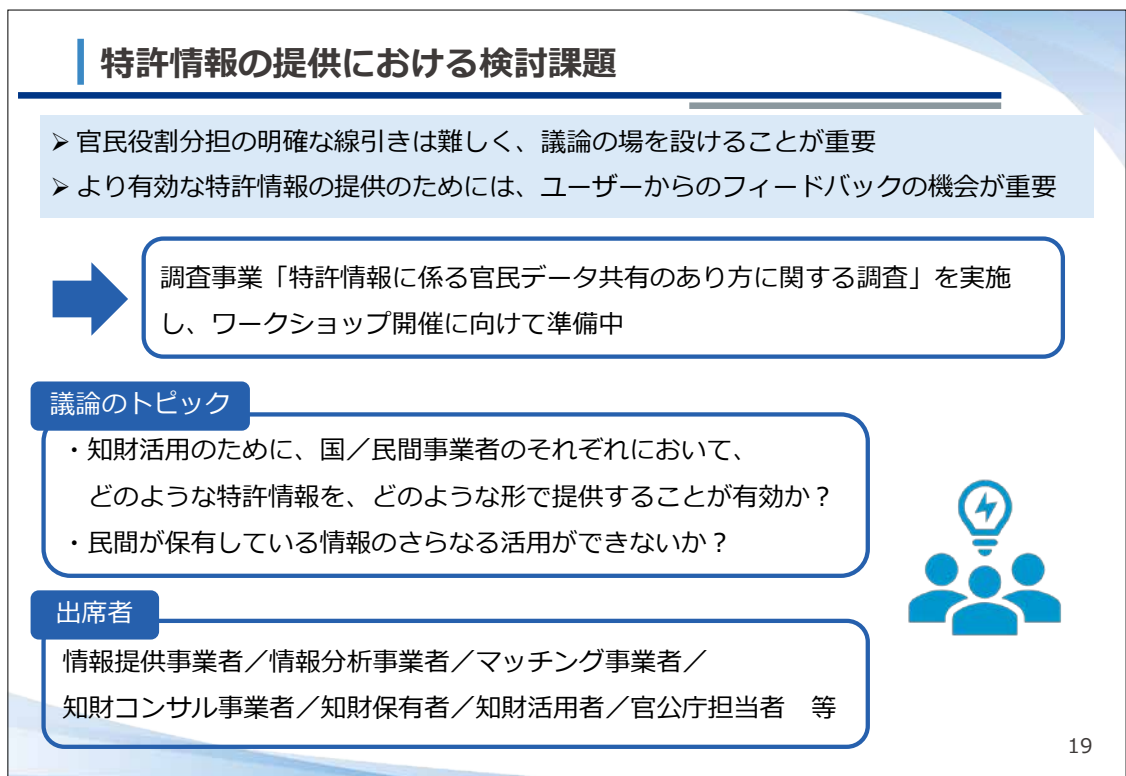 特許情報の提供における検討課題
➢ 官民役割分担の明確な線引きは難しく、議論の場を設けることが重要
➢ より有効な特許情報の提供のためには、ユーザーからのフィードバックの機会が重要
調査事業「特許情報に係る官民データ共有のあり方に関する調査」を実施
し、ワークショップ開催に向けて準備中
議論のトピック
・知財活用のために、国／民間事業者のそれぞれにおいて、
どのような特許情報を、どのような形で提供することが有効か？
・民間が保有している情報のさらなる活用ができないか？
出席者
情報提供事業者／情報分析事業者／マッチング事業者／
知財コンサル事業者／知財保有者／知財活用者／官公庁担当者　等
19